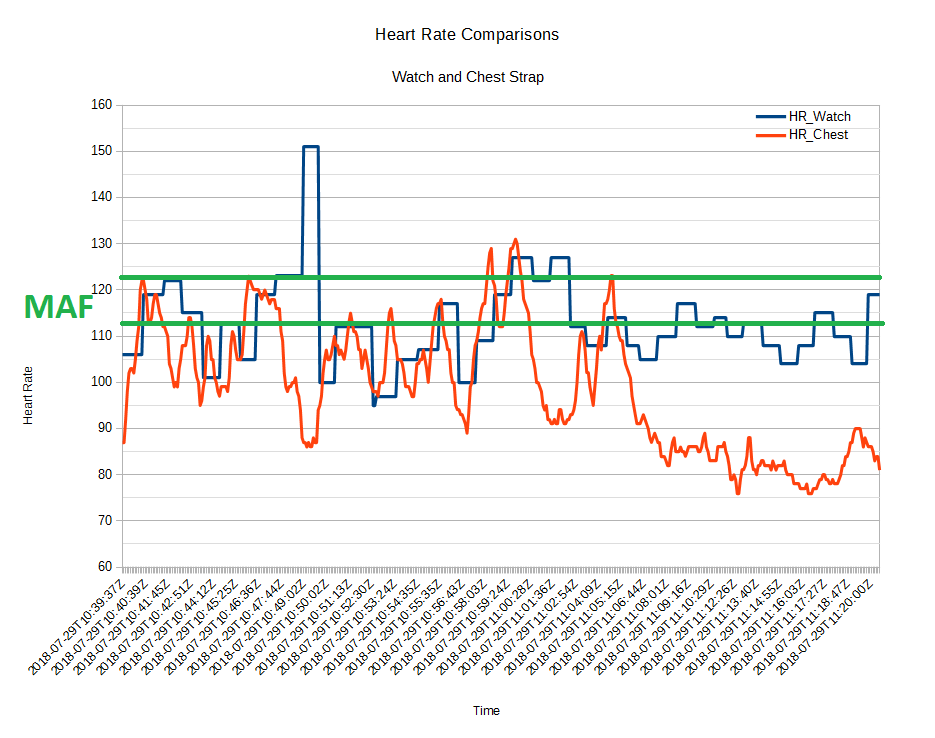 Heart Rate Comparisons
Watch and Chest Strap
HR_Watch
HR_Chest
160
150
140
130
120
110
100
90
80
70
60
MAF
Heart Rate
2018-07-29T10:39:37Z
2018-07-29T10:40:39Z
2018-07-29T10:41:45Z
2018-07-29T10:42:51Z
2018-07-29T10:44:12Z
2018-07-29T10:45:25Z
2018-07-29T10:46:36Z
2018-07-29T10:47:44Z
2018-07-29T10:49:02Z
2018-07-29T10:50:02Z
2018-07-29T10:51:13Z
2018-07-29T10:52:30Z
2018-07-29T10:53:24Z
2018-07-29T10:54:35Z
2018-07-29T10:55:35Z
2018-07-29T10:56:43Z
2018-07-29T10:58:03Z
2018-07-29T10:59:24Z
2018-07-29T11:00:28Z
2018-07-29T11:01:36Z
2018-07-29T11:02:54Z
2018-07-29T11:04:09Z
2018-07-29T11:05:15Z
2018-07-29T11:06:44Z
2018-07-29T11:08:01Z
2018-07-29T11:09:16Z
2018-07-29T11:10:29Z
2018-07-29T11:12:26Z
2018-07-29T11:13:40Z
2018-07-29T11:14:55Z
2018-07-29T11:16:03Z
2018-07-29T11:17:27Z
2018-07-29T11:18:47Z
2018-07-29T11:20:00Z
Time